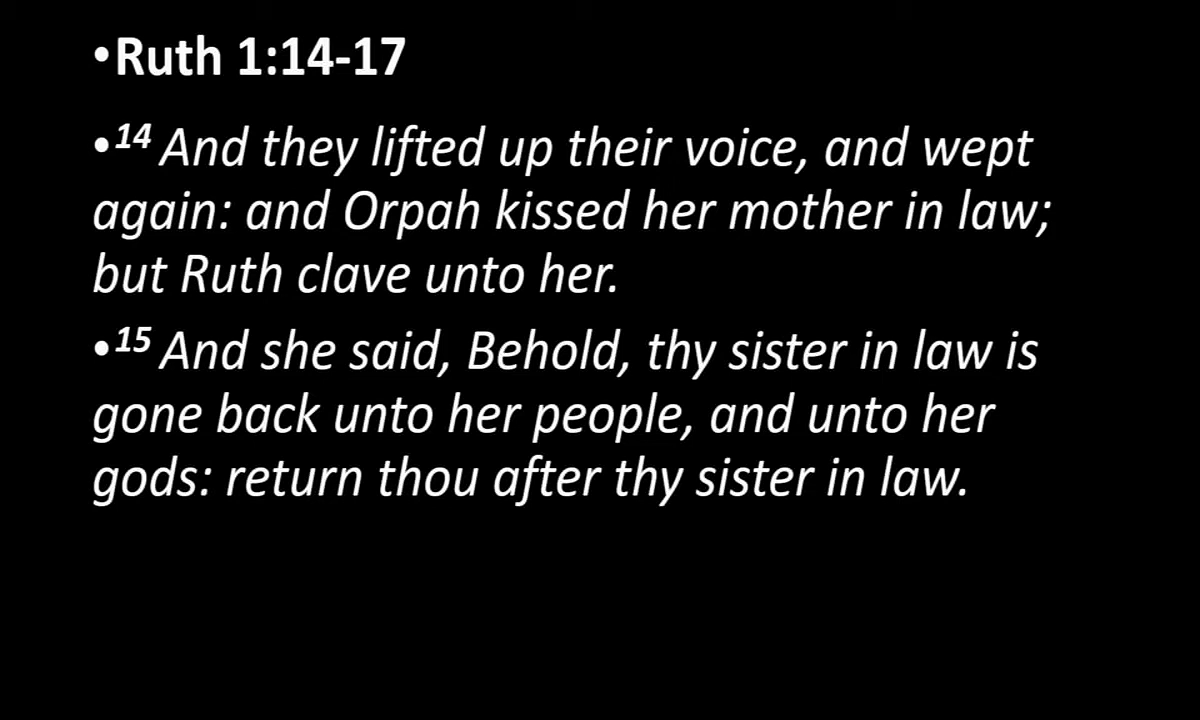 •Ruth 1:14-17
•14 And they lifted up their voice, and wept
again: and Orpah kissed her mother in law;
but Ruth clave unto her.
•15 And she said, Behold, thy sister in law is
gone back unto her people, and unto her
gods: return thou after thy sister in law.